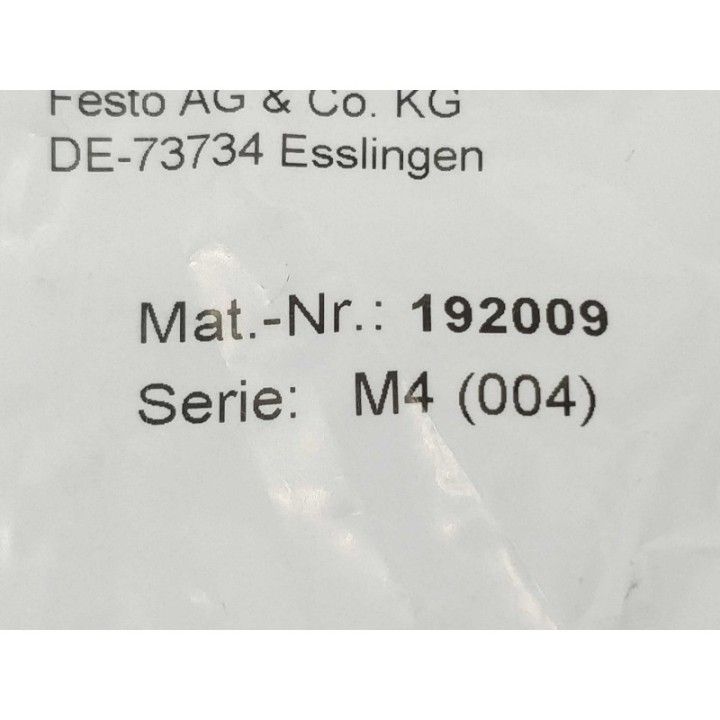 Festo AG & Co. KG
DE-73734 Esslingen
Mat.-Nr.: 192009
Serie: M4 (004)